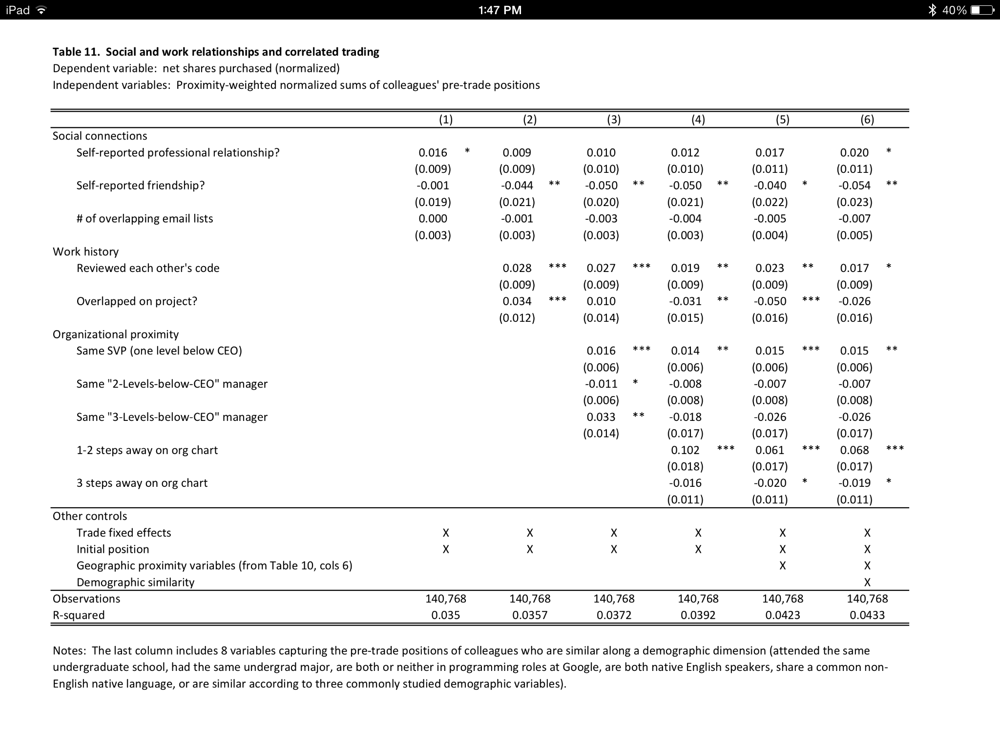 iPad 1:47 PM 40%
Table 11.  Social and work relationships and correlated trading
Dependent variable:  net shares purchased (normalized)
Independent variables:  Proximity-weighted normalized sums of colleagues' pre-trade positions
(1) (2) (3) (4) (5) (6)
Social connections
Self-reported professional relationship? 0.016 * 0.009 0.010 0.012 0.017 0.020 *
(0.009) (0.009) (0.010) (0.010) (0.011) (0.011)
Self-reported friendship? -0.001 -0.044 ** -0.050 ** -0.050 ** -0.040 * -0.054 **
(0.019) (0.021) (0.020) (0.021) (0.022) (0.023)
# of overlapping email lists 0.000 -0.001 -0.003 -0.004 -0.005 -0.007
(0.003) (0.003) (0.003) (0.003) (0.004) (0.005)
Work history
Reviewed each other's code 0.028 *** 0.027 *** 0.019 ** 0.023 ** 0.017 *
(0.009) (0.009) (0.009) (0.009) (0.009)
Overlapped on project? 0.034 *** 0.010 -0.031 ** -0.050 *** -0.026
(0.012) (0.014) (0.015) (0.016) (0.016)
Organizational proximity
Same SVP (one level below CEO) 0.016 *** 0.014 ** 0.015 *** 0.015 **
(0.006) (0.006) (0.006) (0.006)
Same "2-Levels-below-CEO" manager -0.011 * -0.008 -0.007 -0.007
(0.006) (0.008) (0.008) (0.008)
Same "3-Levels-below-CEO" manager 0.033 ** -0.018 -0.026 -0.026
(0.014) (0.017) (0.017) (0.017)
1-2 steps away on org chart 0.102 *** 0.061 *** 0.068 ***
(0.018) (0.017) (0.017)
3 steps away on org chart -0.016 -0.020 * -0.019 *
(0.011) (0.011) (0.011)
Other controls
Trade fixed effects X X X X X X
Initial position X X X X X X
Geographic proximity variables (from Table 10, cols 6) X X
Demographic similarity X
Observations 140,768 140,768 140,768 140,768 140,768 140,768
R-squared 0.035 0.0357 0.0372 0.0392 0.0423 0.0433
Notes:  The last column includes 8 variables capturing the pre-trade positions of colleagues who are similar along a demographic dimension (attended the same
undergraduate school, had the same undergrad major, are both or neither in programming roles at Google, are both native English speakers, share a common non-
English native language, or are similar according to three commonly studied demographic variables).